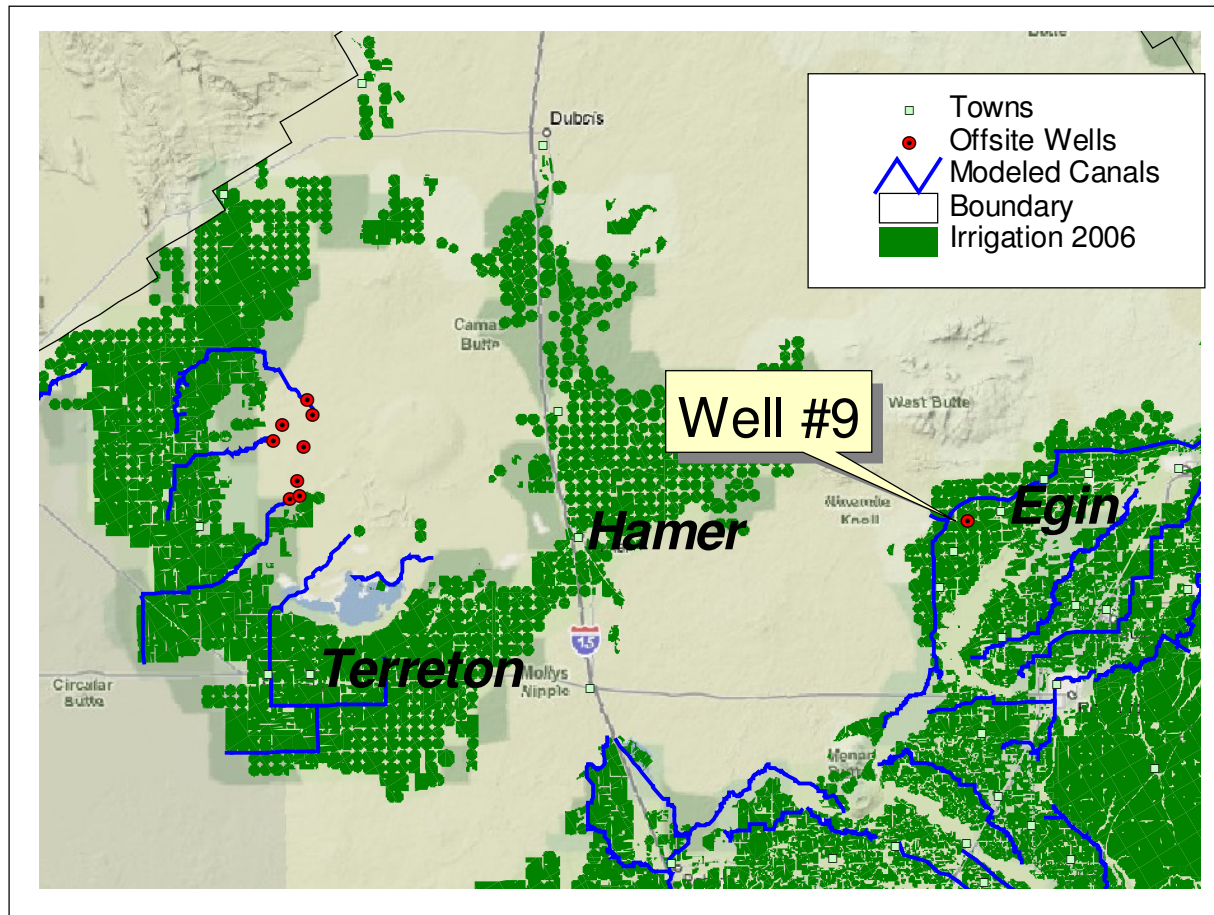 Dubois
Towns
Offsite Wells
Modeled Canals
Boundary
Irrigation 2006
Butte
West Butte
Well #9
Knoll
Egin
Hamer
15
Terreton
Mollys
Nipple
Circular
Butte